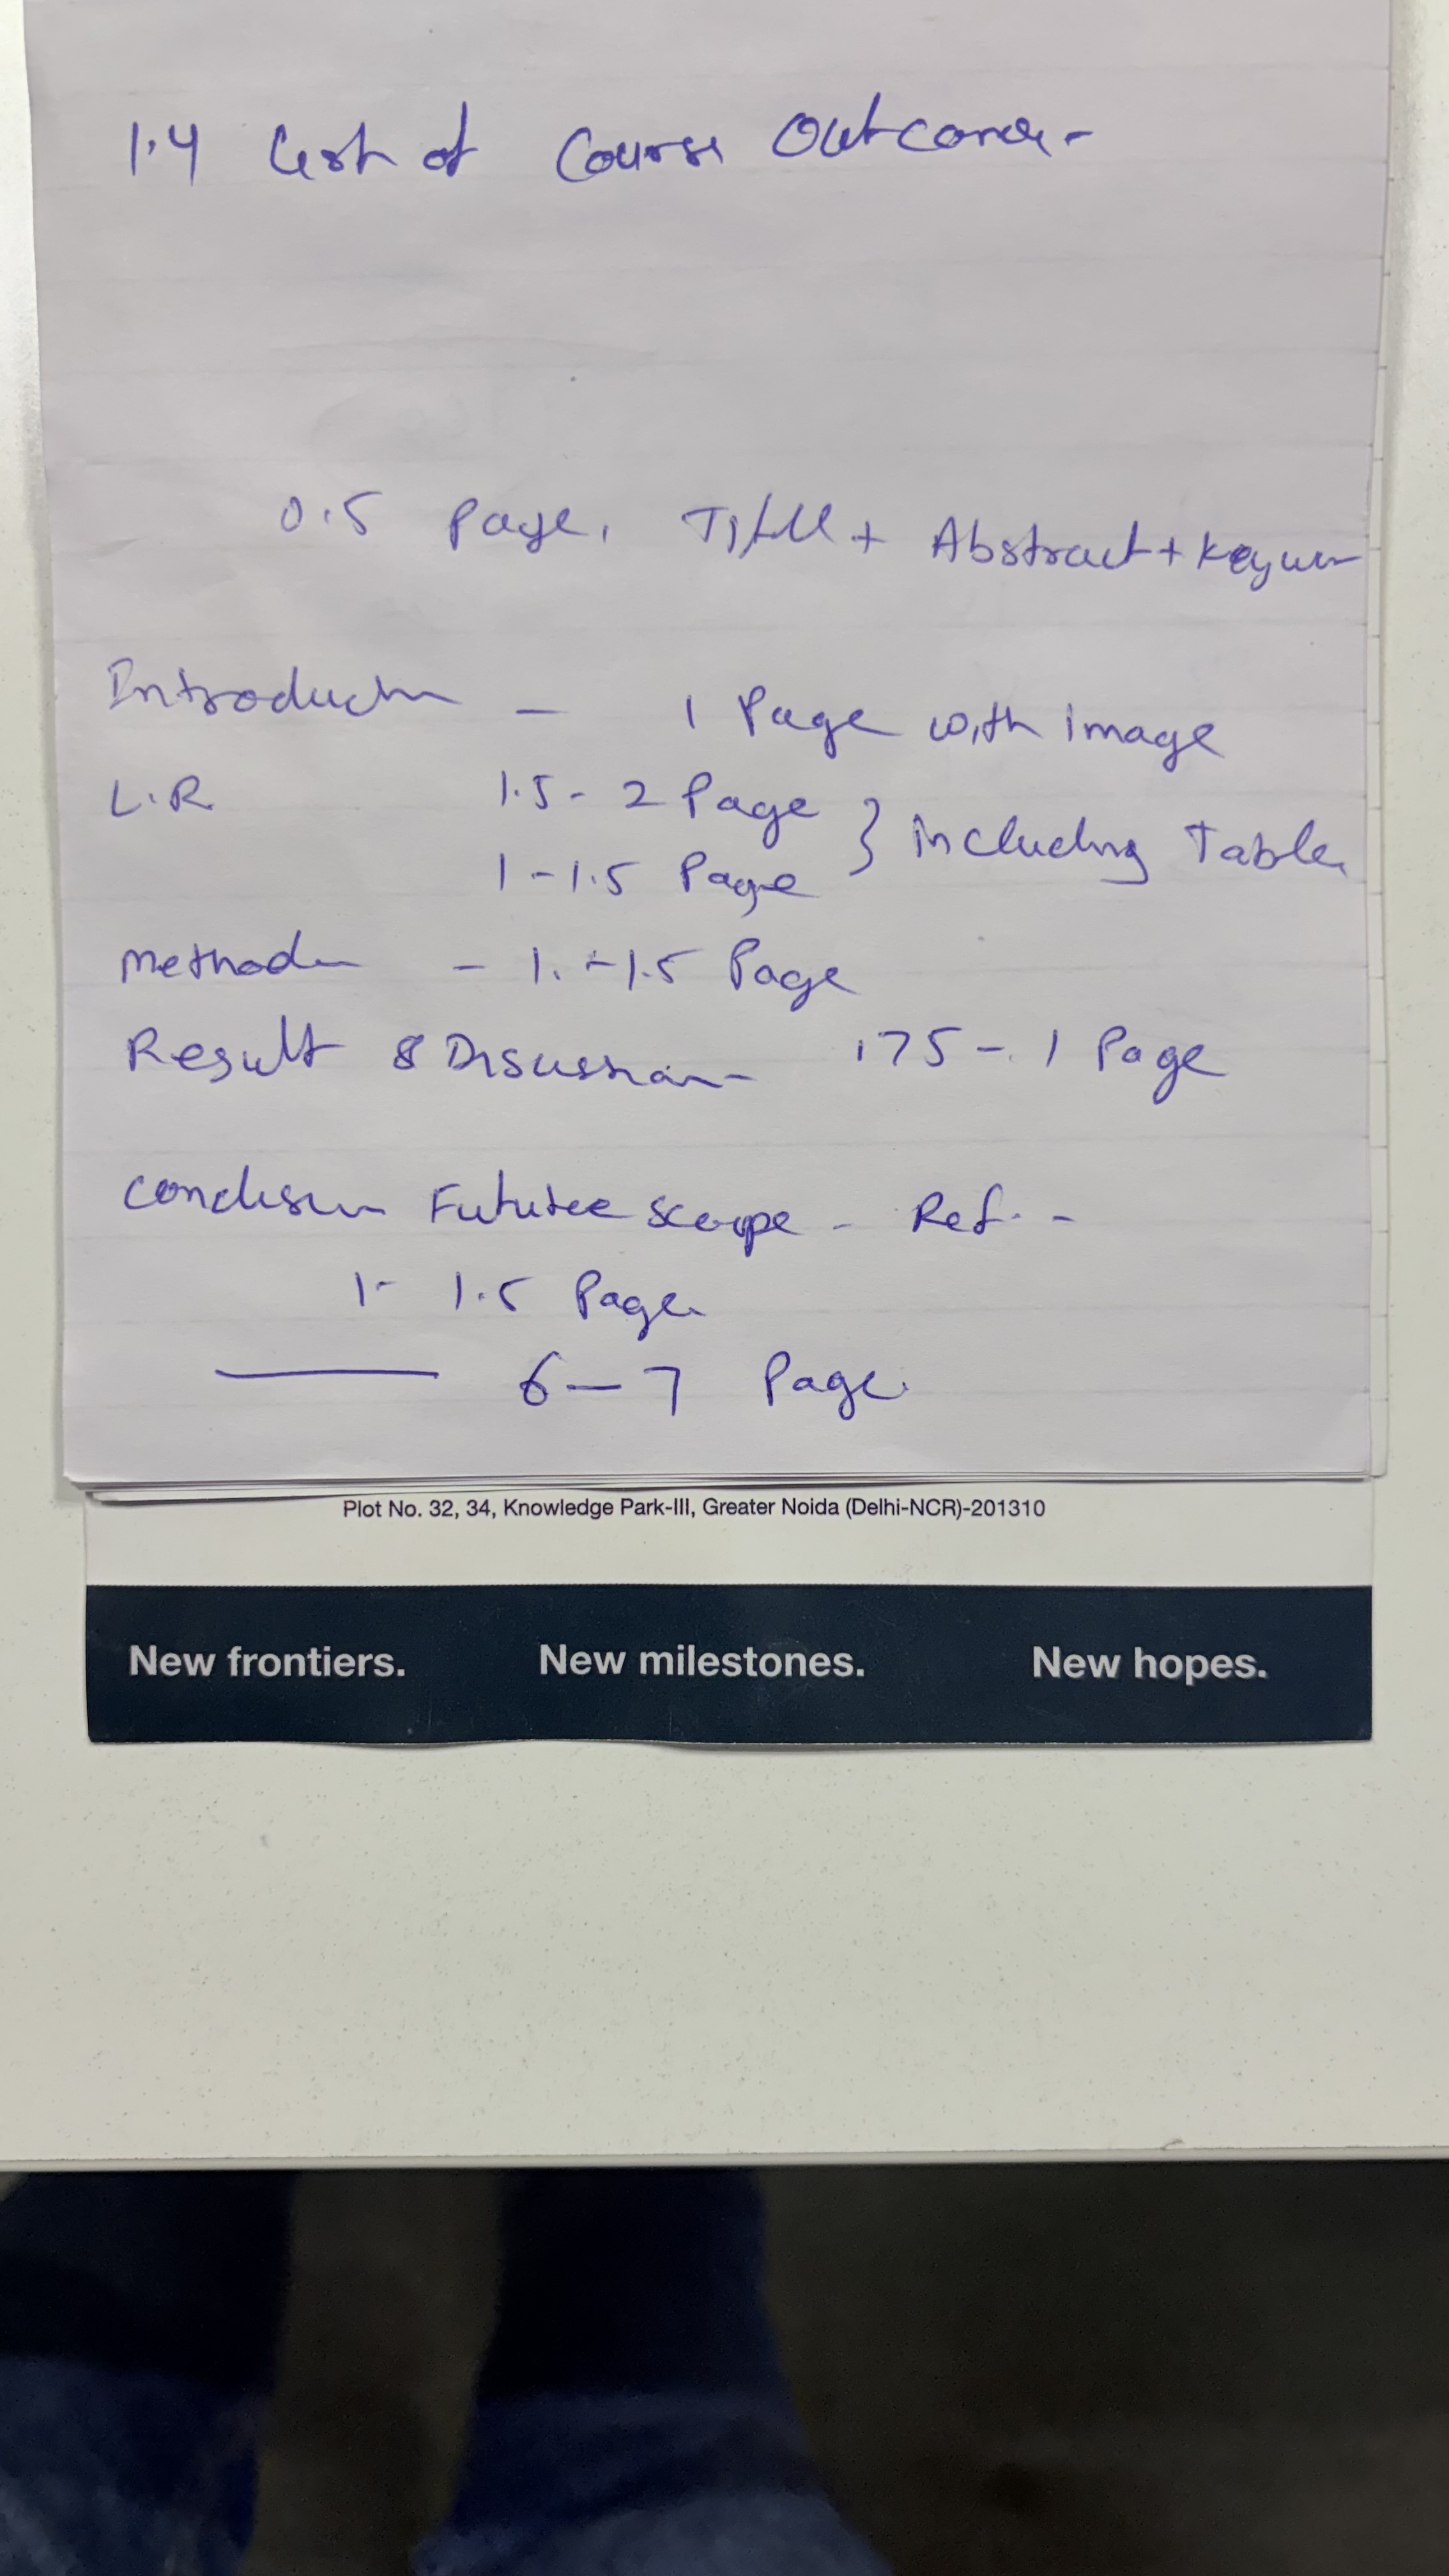 1.4 List of Course Outcomes -
0.5 Page. Title + Abstract + Keywor
Introduction - 1 Page with image
L.R. 1.5 - 2 Page } including Table
1 - 1.5 Page
Method - 1. - 1.5 Page
Result & Discussion - .75 - 1 Page
Conclusion Future scope - Ref. -
1 - 1.5 Page
6 - 7 Page.
Plot No. 32, 34, Knowledge Park-III, Greater Noida (Delhi-NCR)-201310
New frontiers. New milestones. New hopes.